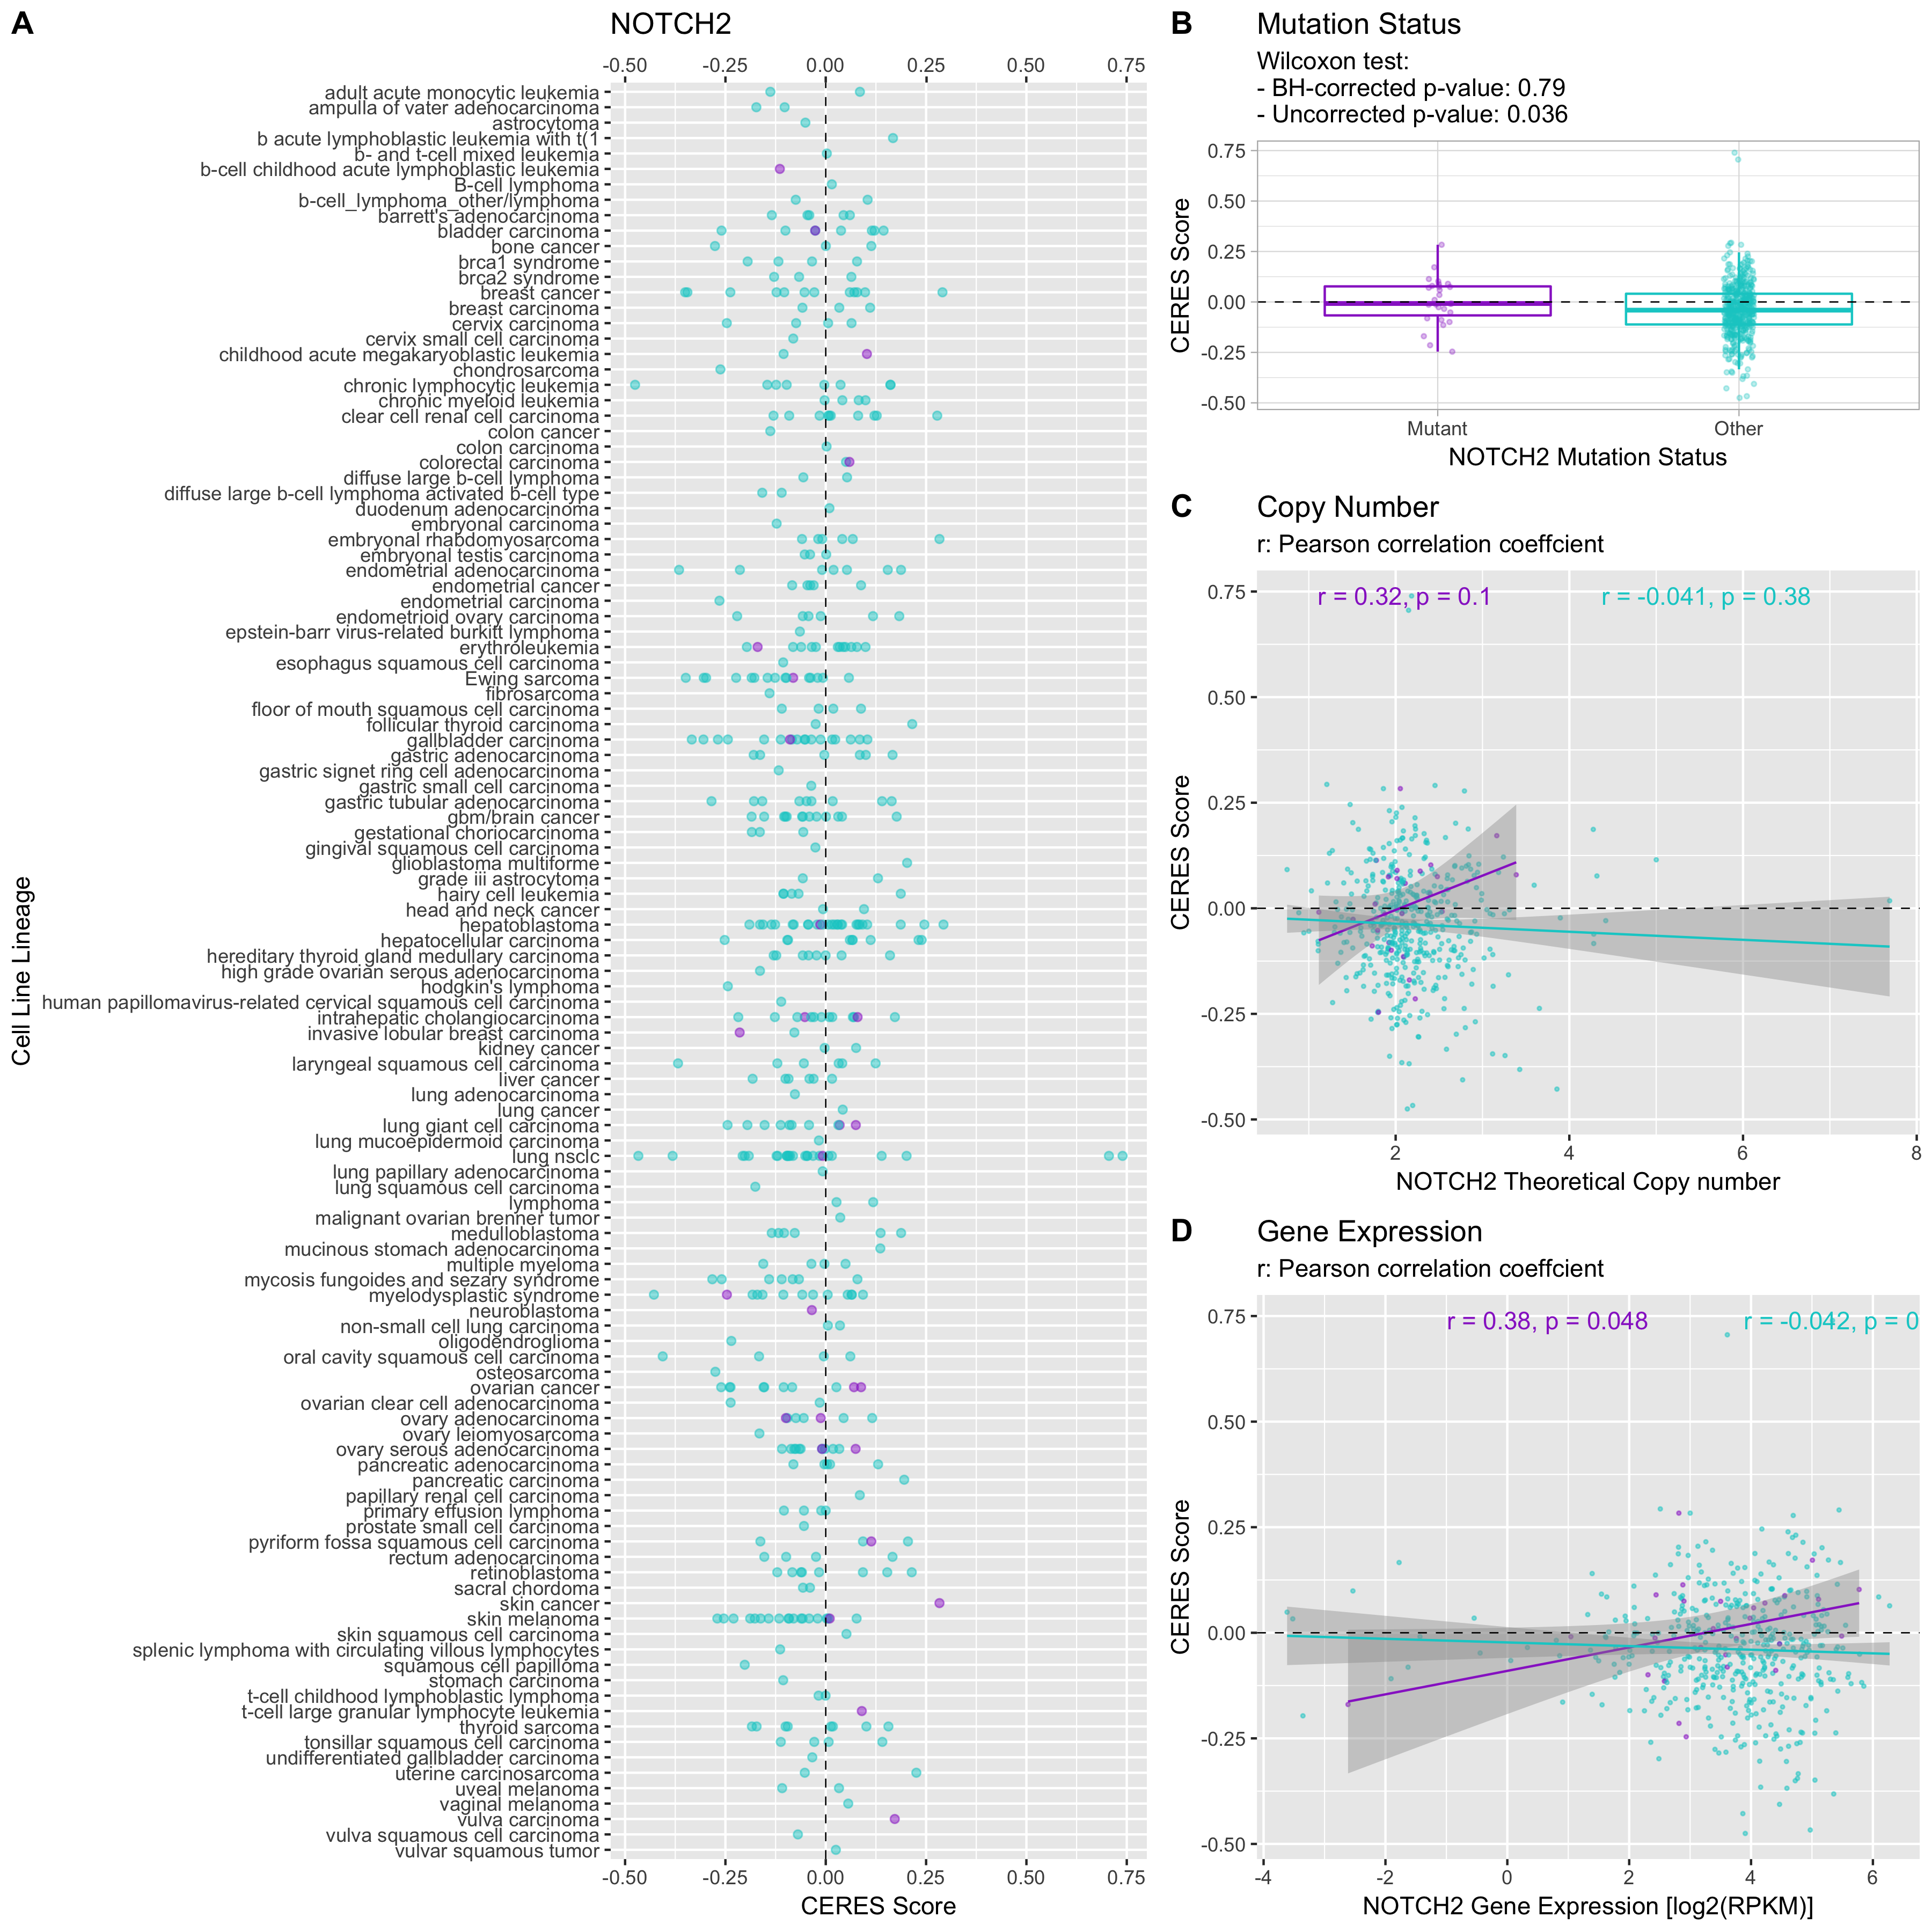 A
NOTCH2
-0.50 -0.25 0.00 0.25 0.50 0.75
Cell Line Lineage
adult acute monocytic leukemia
ampulla of vater adenocarcinoma
astrocytoma
b acute lymphoblastic leukemia with t(1
b- and t-cell mixed leukemia
b-cell childhood acute lymphoblastic leukemia
B-cell lymphoma
b-cell_lymphoma_other/lymphoma
barrett's adenocarcinoma
bladder carcinoma
bone cancer
brca1 syndrome
brca2 syndrome
breast cancer
breast carcinoma
cervix carcinoma
cervix small cell carcinoma
childhood acute megakaryoblastic leukemia
chondrosarcoma
chronic lymphocytic leukemia
chronic myeloid leukemia
clear cell renal cell carcinoma
colon cancer
colon carcinoma
colorectal carcinoma
diffuse large b-cell lymphoma
diffuse large b-cell lymphoma activated b-cell type
duodenum adenocarcinoma
embryonal carcinoma
embryonal rhabdomyosarcoma
embryonal testis carcinoma
endometrial adenocarcinoma
endometrial cancer
endometrial carcinoma
endometrioid ovary carcinoma
epstein-barr virus-related burkitt lymphoma
erythroleukemia
esophagus squamous cell carcinoma
Ewing sarcoma
fibrosarcoma
floor of mouth squamous cell carcinoma
follicular thyroid carcinoma
gallbladder carcinoma
gastric adenocarcinoma
gastric signet ring cell adenocarcinoma
gastric small cell carcinoma
gastric tubular adenocarcinoma
gbm/brain cancer
gestational choriocarcinoma
gingival squamous cell carcinoma
glioblastoma multiforme
grade iii astrocytoma
hairy cell leukemia
head and neck cancer
hepatoblastoma
hepatocellular carcinoma
hereditary thyroid gland medullary carcinoma
high grade ovarian serous adenocarcinoma
hodgkin's lymphoma
human papillomavirus-related cervical squamous cell carcinoma
intrahepatic cholangiocarcinoma
invasive lobular breast carcinoma
kidney cancer
laryngeal squamous cell carcinoma
liver cancer
lung adenocarcinoma
lung cancer
lung giant cell carcinoma
lung mucoepidermoid carcinoma
lung nsclc
lung papillary adenocarcinoma
lung squamous cell carcinoma
lymphoma
malignant ovarian brenner tumor
medulloblastoma
mucinous stomach adenocarcinoma
multiple myeloma
mycosis fungoides and sezary syndrome
myelodysplastic syndrome
neuroblastoma
non-small cell lung carcinoma
oligodendroglioma
oral cavity squamous cell carcinoma
osteosarcoma
ovarian cancer
ovarian clear cell adenocarcinoma
ovary adenocarcinoma
ovary leiomyosarcoma
ovary serous adenocarcinoma
pancreatic adenocarcinoma
pancreatic carcinoma
papillary renal cell carcinoma
primary effusion lymphoma
prostate small cell carcinoma
pyriform fossa squamous cell carcinoma
rectum adenocarcinoma
retinoblastoma
sacral chordoma
skin cancer
skin melanoma
skin squamous cell carcinoma
splenic lymphoma with circulating villous lymphocytes
squamous cell papilloma
stomach carcinoma
t-cell childhood lymphoblastic lymphoma
t-cell large granular lymphocyte leukemia
thyroid sarcoma
tonsillar squamous cell carcinoma
undifferentiated gallbladder carcinoma
uterine carcinosarcoma
uveal melanoma
vaginal melanoma
vulva carcinoma
vulva squamous cell carcinoma
vulvar squamous tumor
-0.50 -0.25 0.00 0.25 0.50 0.75
CERES Score
B
Mutation Status
Wilcoxon test:
- BH-corrected p-value: 0.79
- Uncorrected p-value: 0.036
CERES Score
0.75
0.50
0.25
0.00
-0.25
-0.50
Mutant Other
NOTCH2 Mutation Status
C
Copy Number
r: Pearson correlation coeffcient
r = 0.32, p = 0.1 r = -0.041, p = 0.38
CERES Score
0.75
0.50
0.25
0.00
-0.25
-0.50
2 4 6 8
NOTCH2 Theoretical Copy number
D
Gene Expression
r: Pearson correlation coeffcient
r = 0.38, p = 0.048 r = -0.042, p = 0
CERES Score
0.75
0.50
0.25
0.00
-0.25
-0.50
-4 -2 0 2 4 6
NOTCH2 Gene Expression [log2(RPKM)]